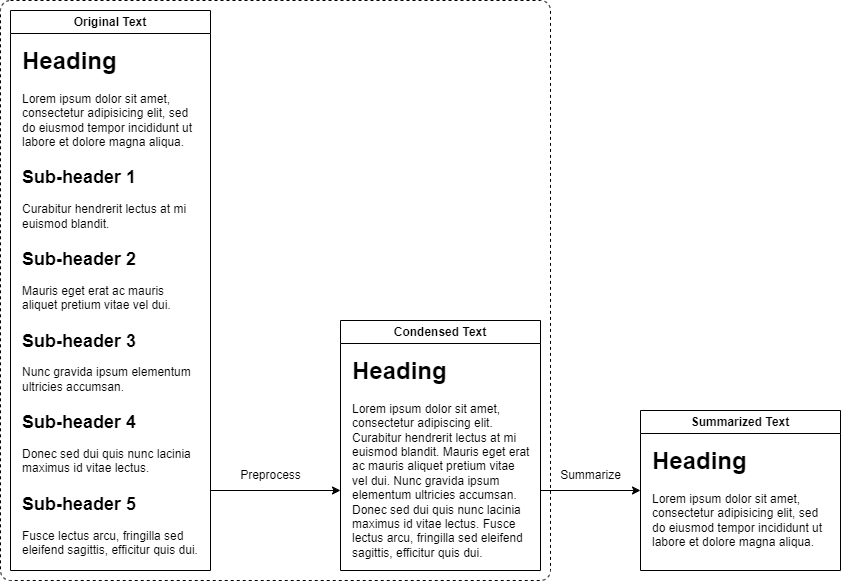 Original Text
Heading
Lorem ipsum dolor sit amet,
consectetur adipisicing elit, sed
do eiusmod tempor incididunt ut
labore et dolore magna aliqua.
Sub-header 1
Curabitur hendrerit lectus at mi
euismod blandit.
Sub-header 2
Mauris eget erat ac mauris
aliquet pretium vitae vel dui.
Sub-header 3
Nunc gravida ipsum elementum
ultricies accumsan.
Sub-header 4
Donec sed dui quis nunc lacinia
maximus id vitae lectus.
Sub-header 5
Fusce lectus arcu, fringilla sed
eleifend sagittis, efficitur quis dui.
Preprocess
Condensed Text
Heading
Lorem ipsum dolor sit amet,
consectetur adipisicing elit.
Curabitur hendrerit lectus at mi
euismod blandit. Mauris eget erat
ac mauris aliquet pretium vitae
vel dui. Nunc gravida ipsum
elementum ultricies accumsan.
Donec sed dui quis nunc lacinia
maximus id vitae lectus. Fusce
lectus arcu, fringilla sed eleifend
sagittis, efficitur quis dui.
Summarize
Summarized Text
Heading
Lorem ipsum dolor sit amet,
consectetur adipisicing elit, sed
do eiusmod tempor incididunt ut
labore et dolore magna aliqua.